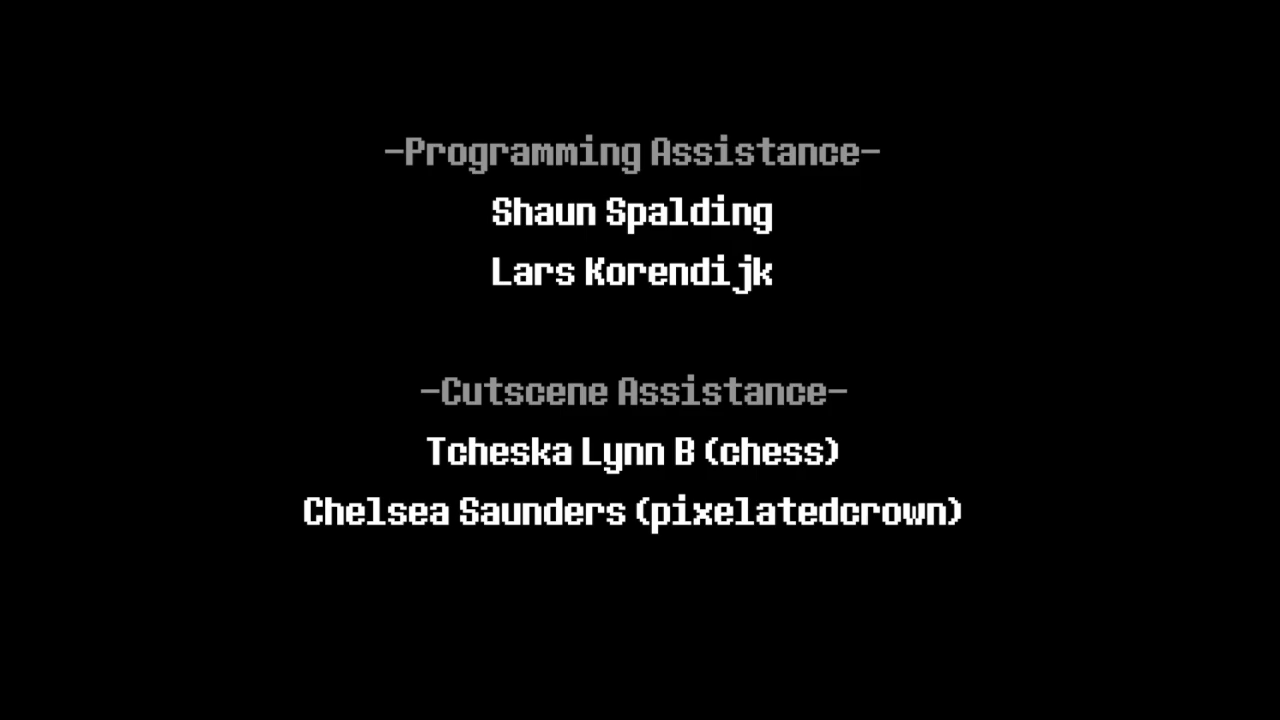 -Programming Assistance-
Shaun Spalding
Lars Korendijk
-Cutscene Assistance-
Tcheska Lynn B (chess)
Chelsea Saunders (pixelatedcrown)